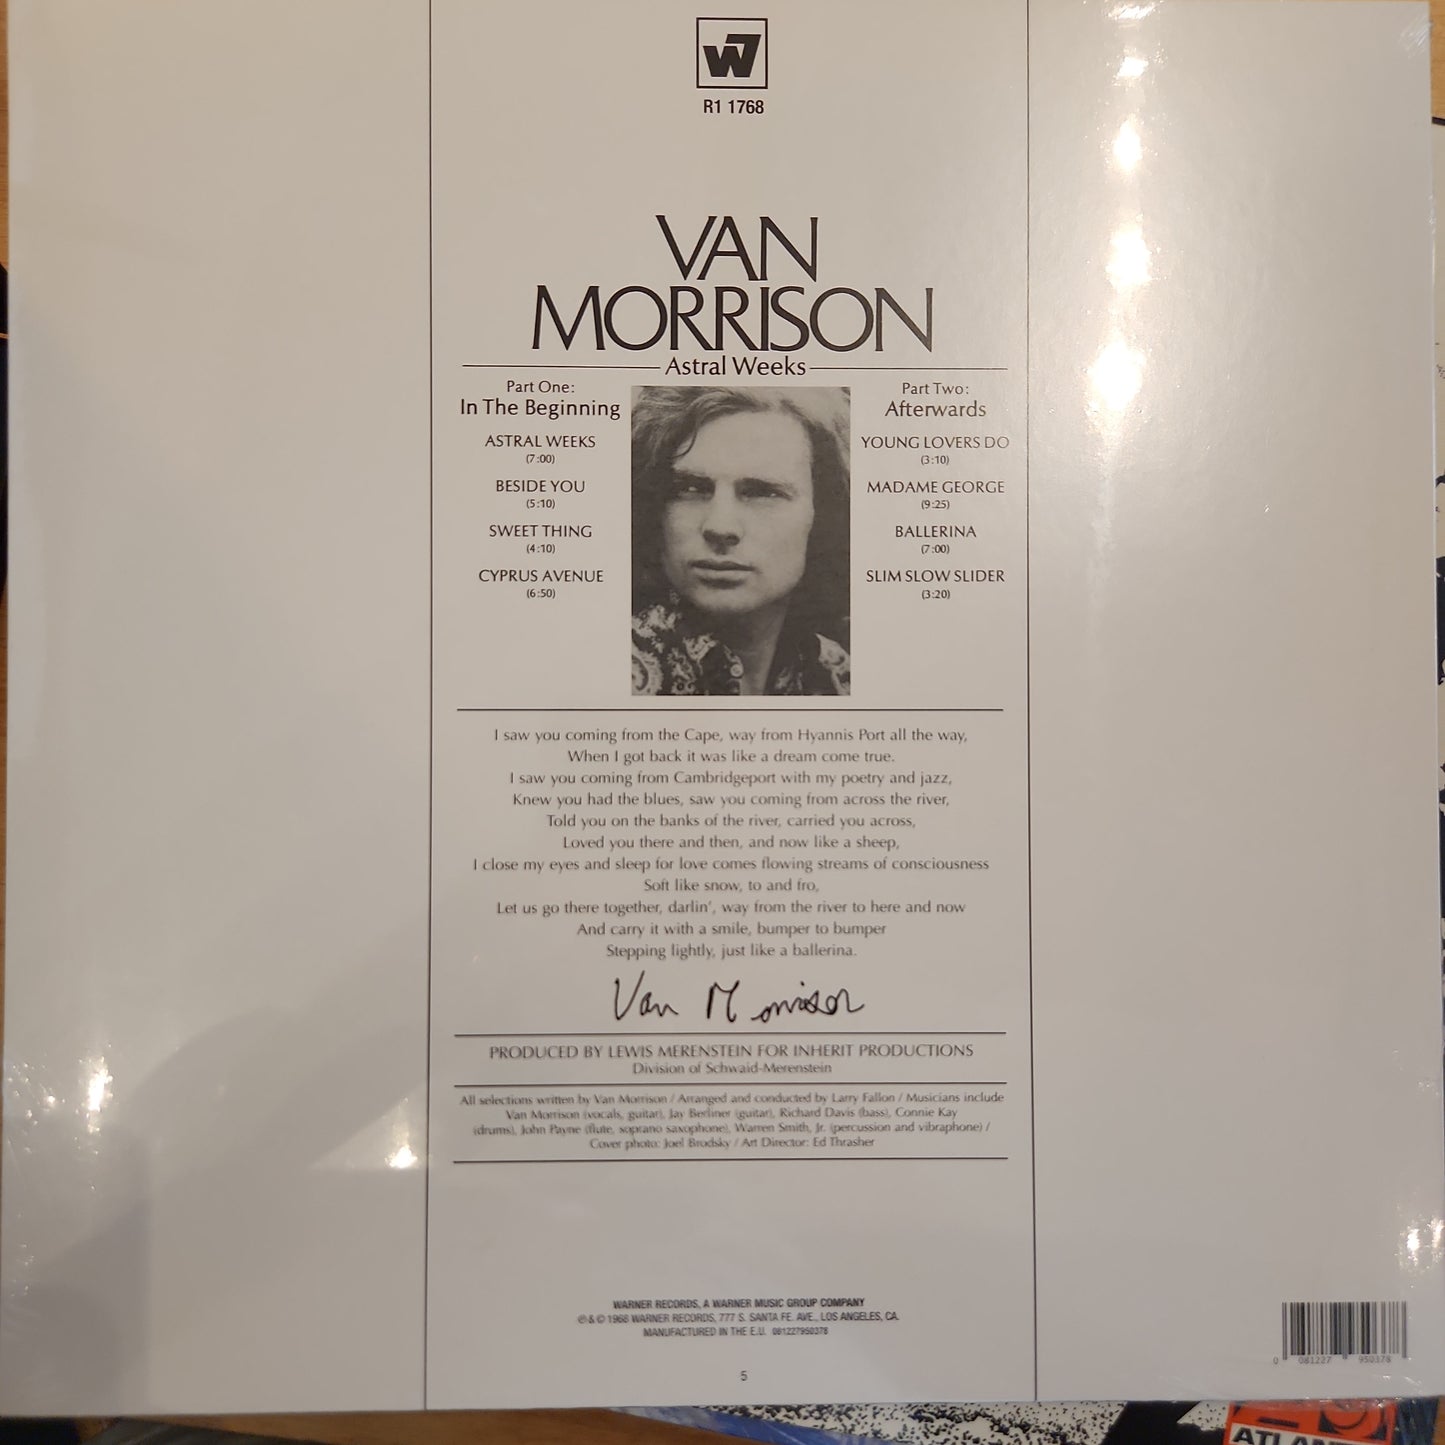 W7
R1 1768
VAN
MORRISON
Astral Weeks
Part One:
In The Beginning
ASTRAL WEEKS
(7:00)
BESIDE YOU
(5:10)
SWEET THING
(4:10)
CYPRUS AVENUE
(6:50)
Part Two:
Afterwards
YOUNG LOVERS DO
(3:10)
MADAME GEORGE
(9:25)
BALLERINA
(7:00)
SLIM SLOW SLIDER
(3:20)
I saw you coming from the Cape, way from Hyannis Port all the way,
When I got back it was like a dream come true.
I saw you coming from Cambridgeport with my poetry and jazz,
Knew you had the blues, saw you coming from across the river,
Told you on the banks of the river, carried you across,
Loved you there and then, and now like a sheep,
I close my eyes and sleep for love comes flowing streams of consciousness
Soft like snow, to and fro,
Let us go there together, darlin', way from the river to here and now
And carry it with a smile, bumper to bumper
Stepping lightly, just like a ballerina.
Van Morrison
PRODUCED BY LEWIS MERENSTEIN FOR INHERIT PRODUCTIONS
Division of Schwaid-Merenstein
All selections written by Van Morrison / Arranged and conducted by Larry Fallon / Musicians include
Van Morrison (vocals, guitar), Jay Berliner (guitar), Richard Davis (bass), Connie Kay
(drums), John Payne (flute, soprano saxophone), Warren Smith, Jr. (percussion and vibraphone) /
Cover photo: Joel Brodsky / Art Director: Ed Thrasher
WARNER RECORDS, A WARNER MUSIC GROUP COMPANY
℗ & © 1968 WARNER RECORDS, 777 S. SANTA FE. AVE., LOS ANGELES, CA.
MANUFACTURED IN THE E.U. 081227950378
5
0 081227 950378